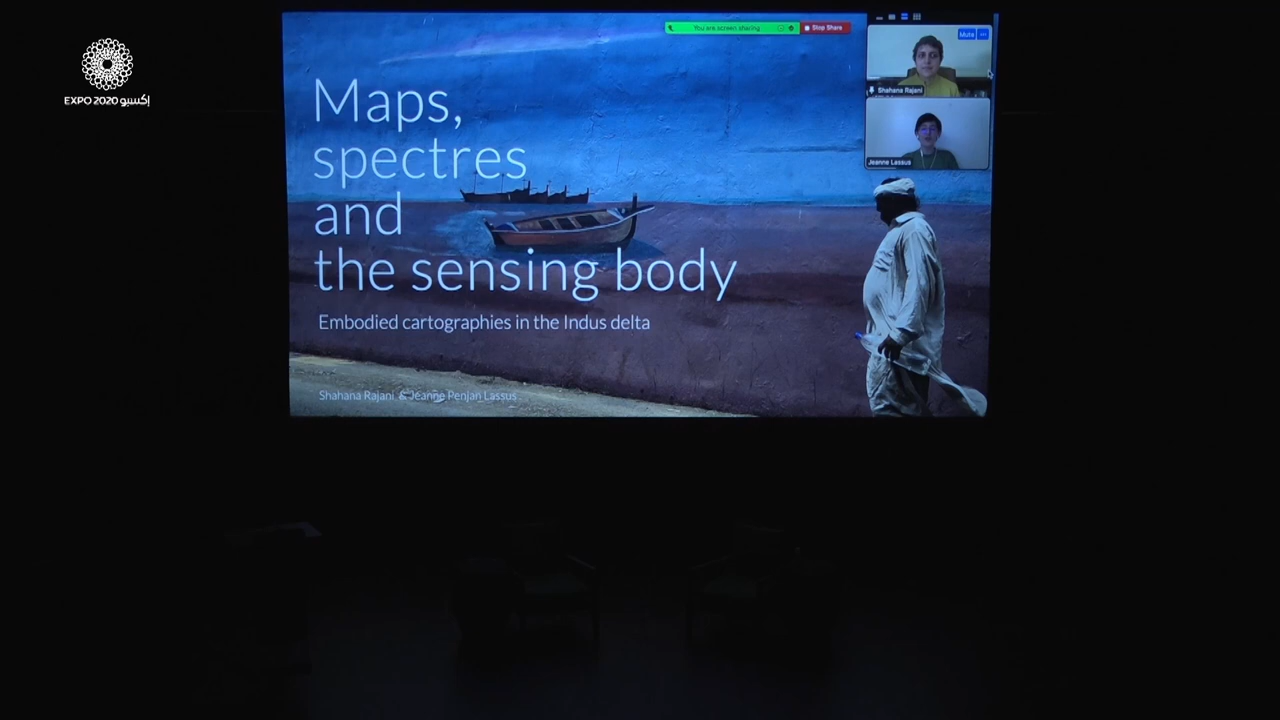 EXPO 2020 إكسبو
You are screen sharing
Stop Share
Mute
Shahana Rajani
Jeanne Lassus
Maps,
spectres
and
the sensing body
Embodied cartographies in the Indus delta
Shahana Rajani & Jeanne Penjan Lassus